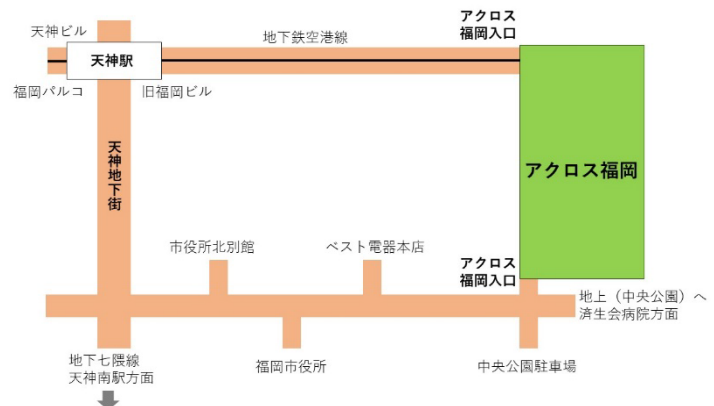 天神ビル
地下鉄空港線
アクロス
福岡入口
天神駅
福岡パルコ
旧福岡ビル
天神地下街
アクロス福岡
市役所北別館
ベスト電器本店
アクロス
福岡入口
地上（中央公園）へ
済生会病院方面
地下七隈線
天神南駅方面
福岡市役所
中央公園駐車場